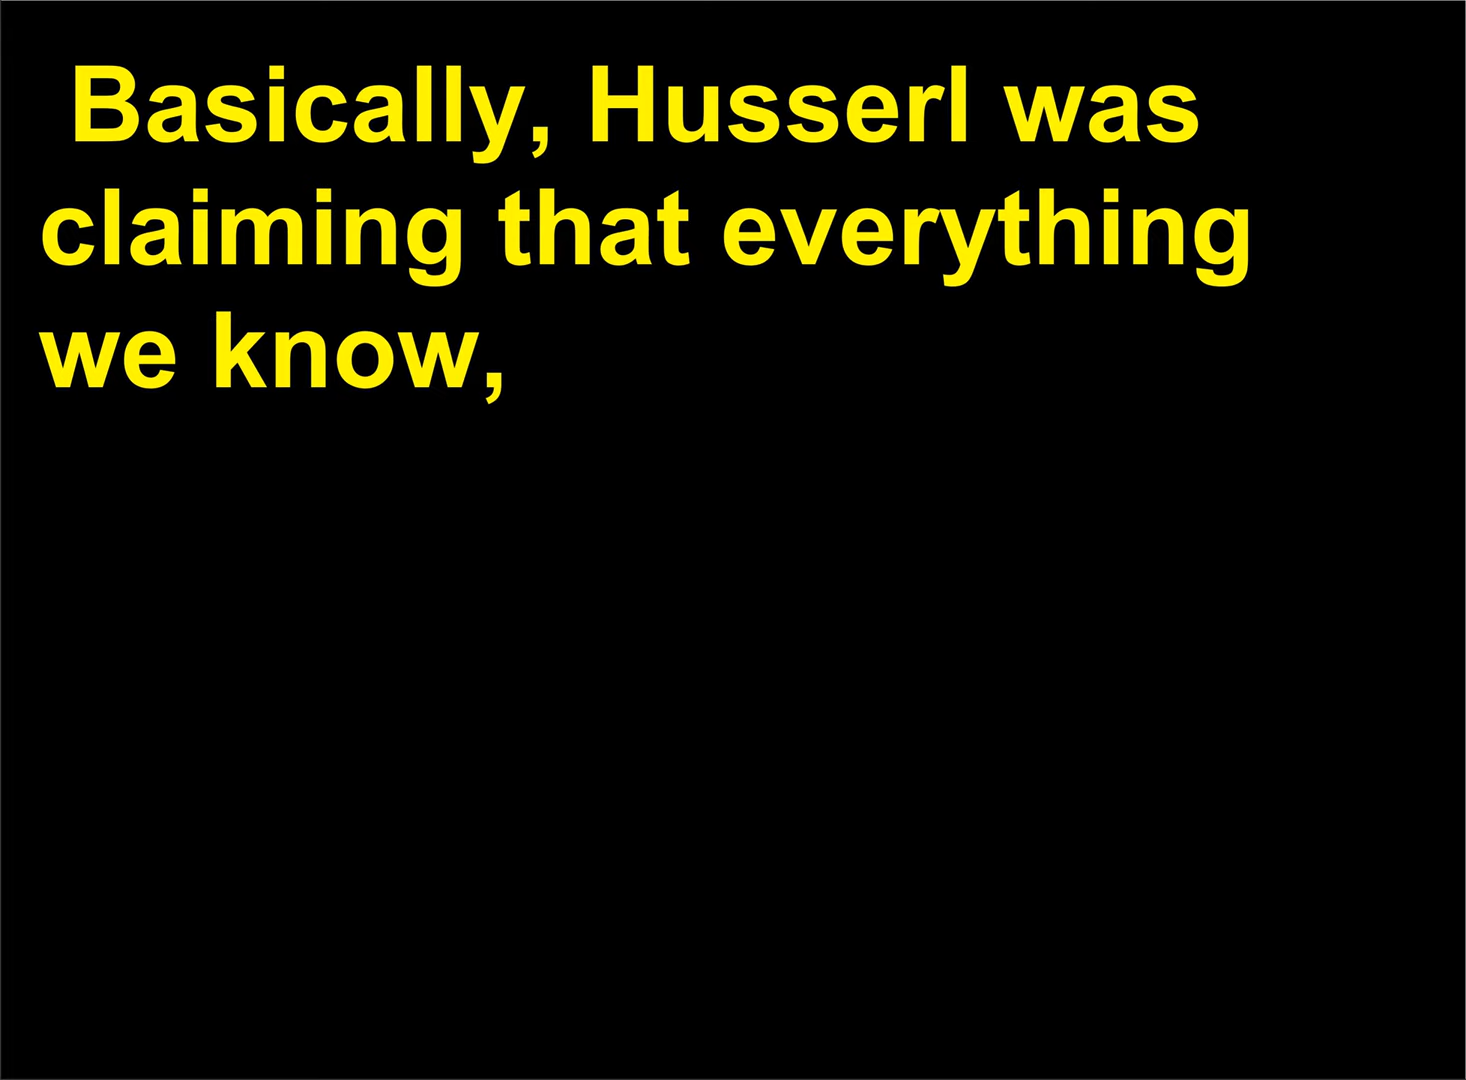 Basically, Husserl was
claiming that everything
we know,